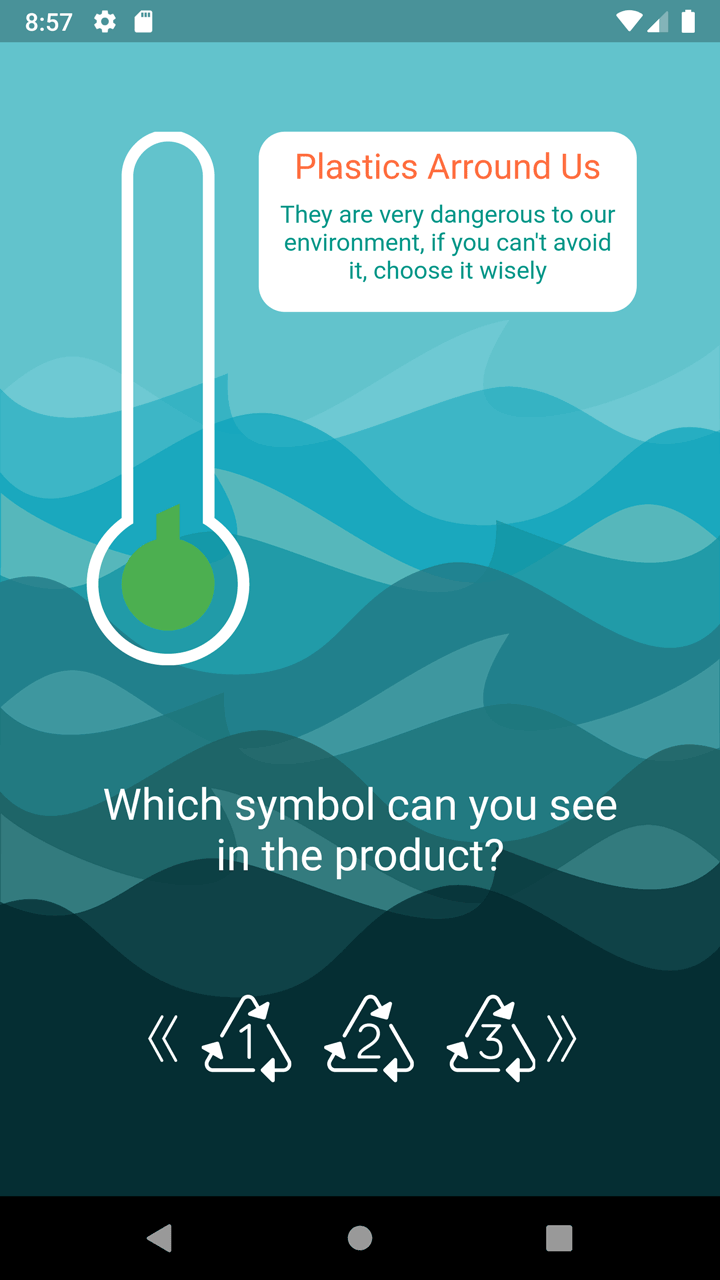 8:57
Plastics Arround Us
They are very dangerous to our
environment, if you can't avoid
it, choose it wisely
Which symbol can you see
in the product?
1 2 3